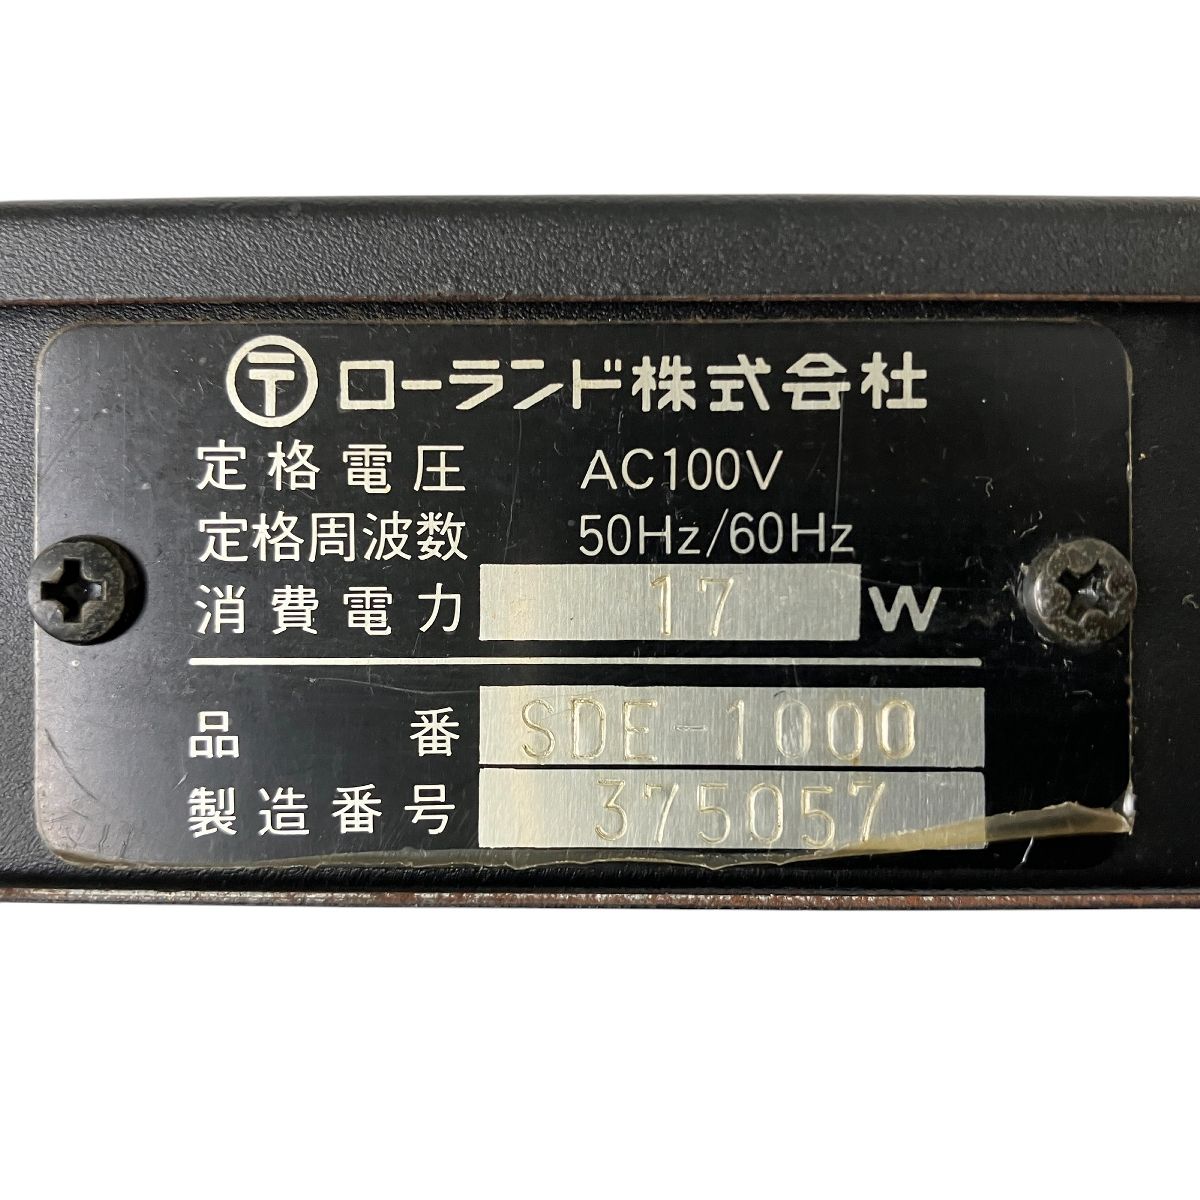 〶 ローランド株式会社
定格電圧 AC100V
定格周波数 50Hz/60Hz
消費電力 17 W
品番 SDE-1000
製造番号 375057